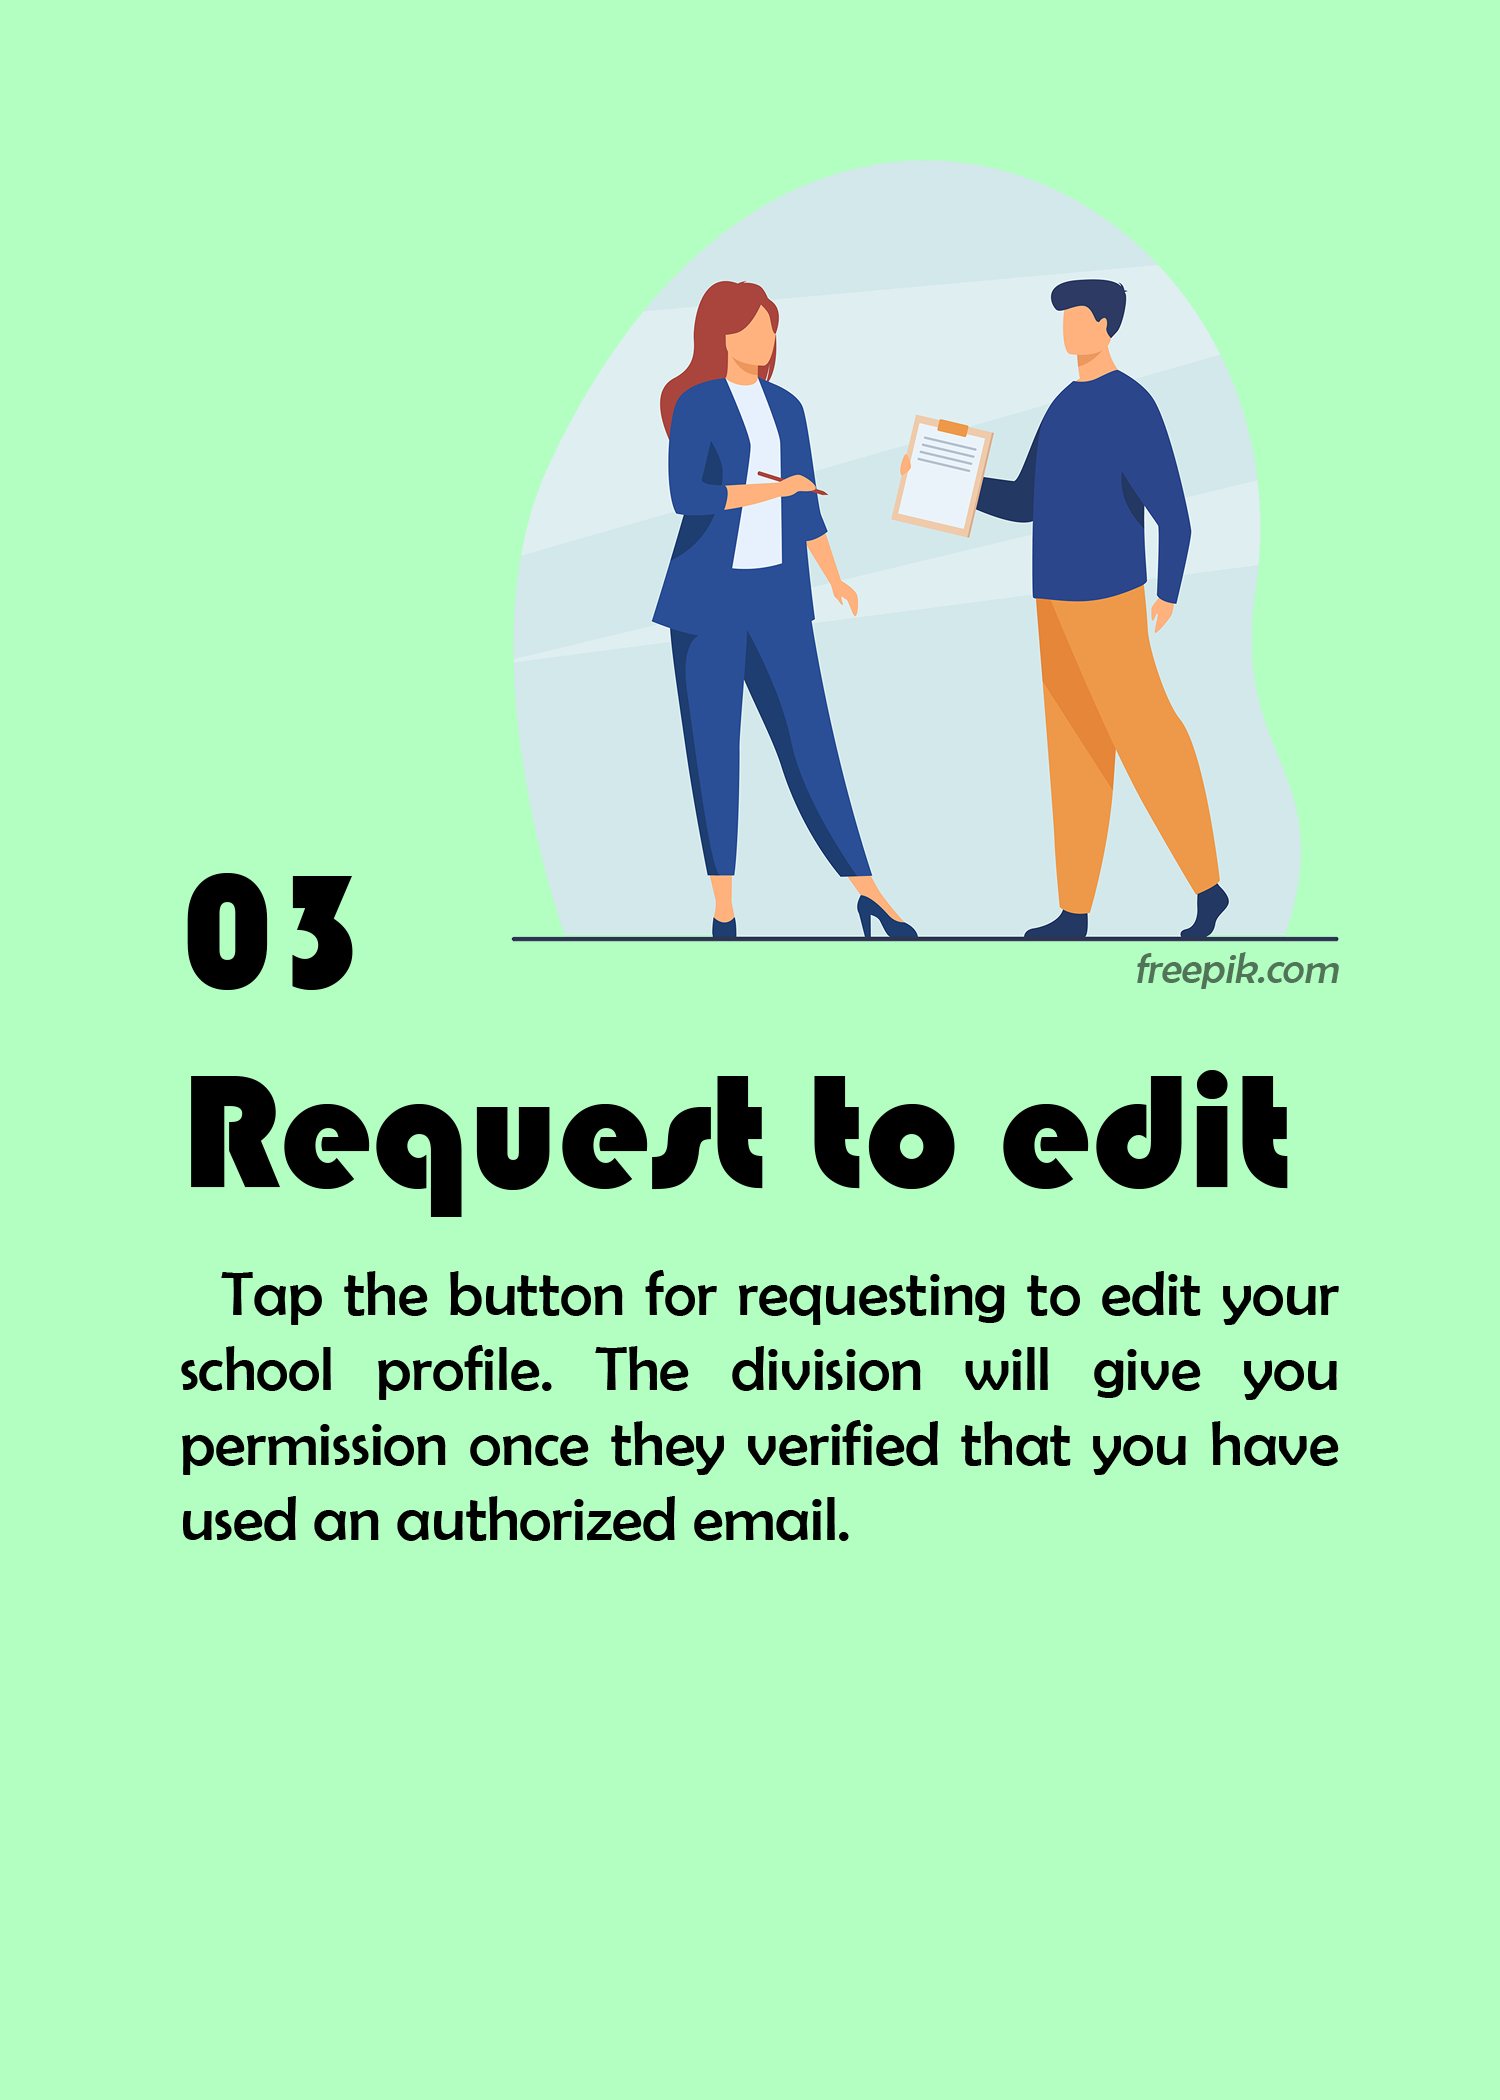 03
freepik.com
Request to edit
Tap the button for requesting to edit your
school profile. The division will give you
permission once they verified that you have
used an authorized email.